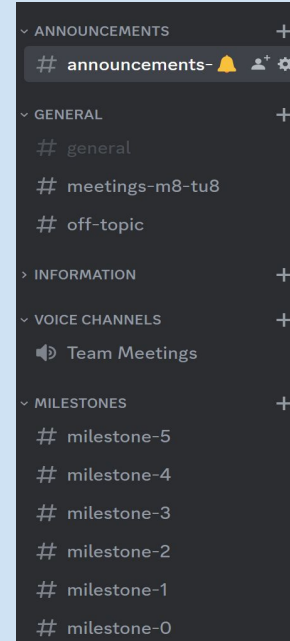 ANNOUNCEMENTS
# announcements-🔔
GENERAL
# general
# meetings-m8-tu8
# off-topic
INFORMATION
VOICE CHANNELS
Team Meetings
MILESTONES
# milestone-5
# milestone-4
# milestone-3
# milestone-2
# milestone-1
# milestone-0